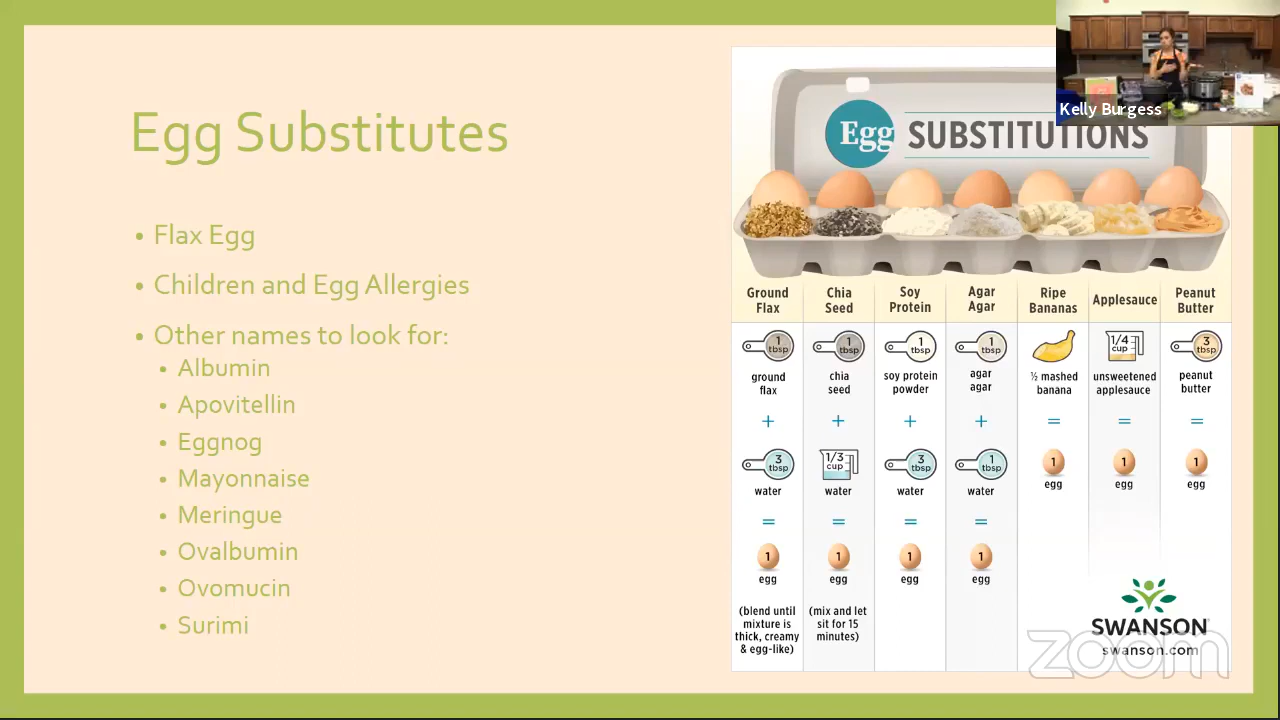 Egg Substitutes
• Flax Egg
• Children and Egg Allergies
• Other names to look for:
• Albumin
• Apovitellin
• Eggnog
• Mayonnaise
• Meringue
• Ovalbumin
• Ovomucin
• Surimi
Kelly Burgess
Egg SUBSTITUTIONS
Ground
Flax
1
tbsp
ground
flax
+
3
tbsp
water
=
1
egg
(blend until
mixture is
thick, creamy
& egg-like)
Chia
Seed
1
tbsp
chia
seed
+
1/3
cup
water
=
1
egg
(mix and let
sit for 15
minutes)
Soy
Protein
1
tbsp
soy protein
powder
+
3
tbsp
water
=
1
egg
Agar
Agar
1
tbsp
agar
agar
+
1
tbsp
water
=
1
egg
Ripe
Bananas
½ mashed
banana
=
1
egg
Applesauce
1/4
cup
unsweetened
applesauce
=
1
egg
Peanut
Butter
3
tbsp
peanut
butter
=
1
egg
SWANSON
swanson.com
zoom